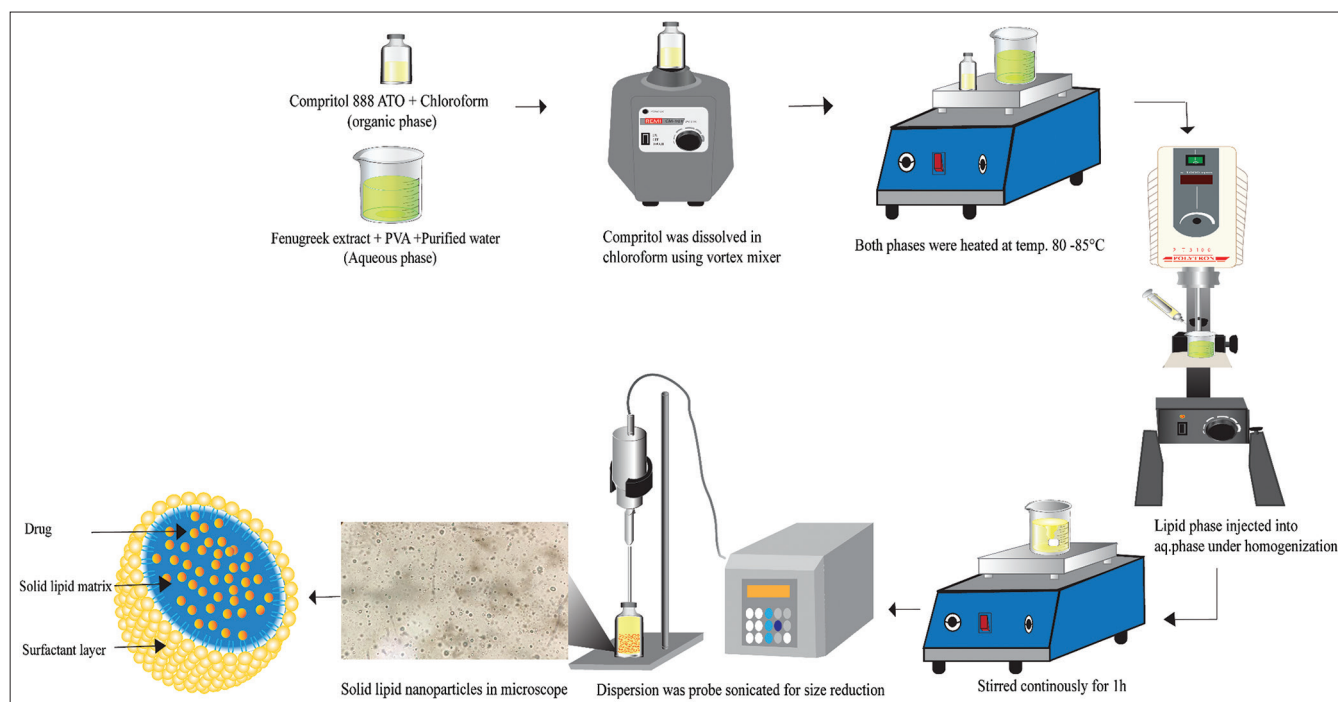 Compritol 888 ATO + Chloroform
(organic phase)
Fenugreek extract + PVA +Purified water
(Aqueous phase)
REMI
Compritol was dissolved in
chloroform using vortex mixer
Both phases were heated at temp. 80 -85°C
POLYTRON
Lipid phase injected into
aq.phase under homogenization
Stirred continously for 1h
Dispersion was probe sonicated for size reduction
Solid lipid nanoparticles in microscope
Drug
Solid lipid matrix
Surfactant layer